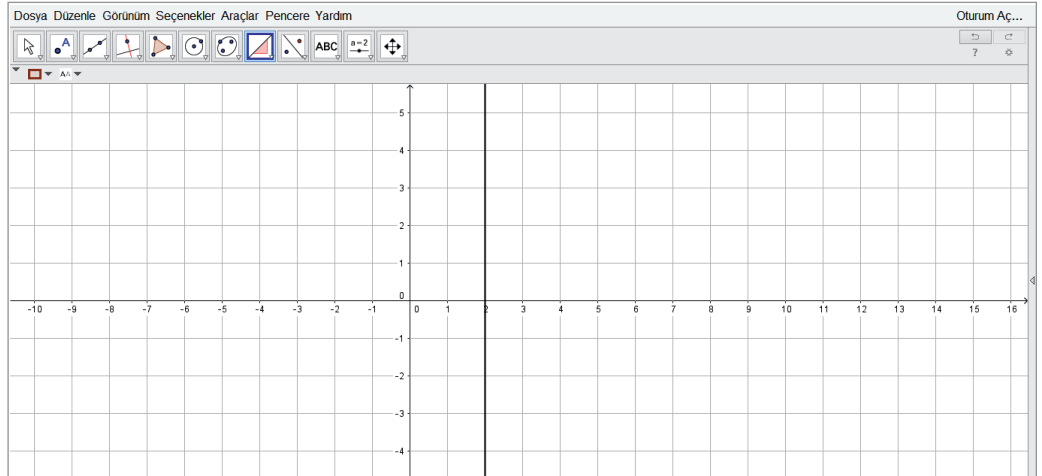 Dosya Düzenle Görünüm Seçenekler Araçlar Pencere Yardım Oturum Aç...
A ABC a=2
?
AA
5
4
3
2
1
0
-10 -9 -8 -7 -6 -5 -4 -3 -2 -1 0 1 2 3 4 5 6 7 8 9 10 11 12 13 14 15 16
-1
-2
-3
-4